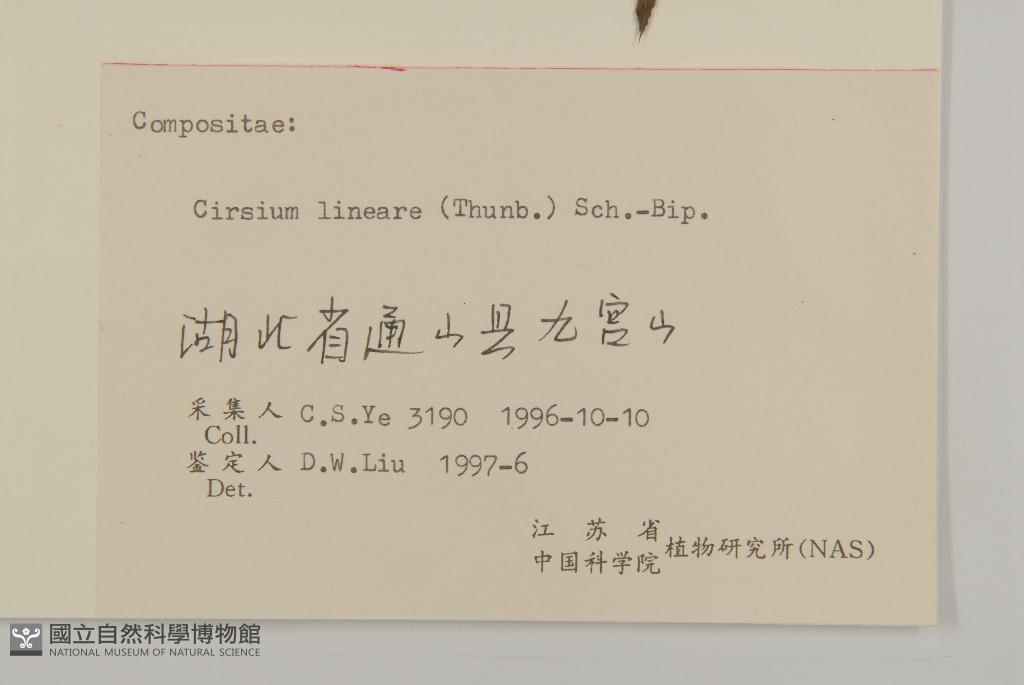 Compositae:
Cirsium lineare (Thunb.) Sch.-Bip.
湖北省通山县九宫山
采集人 C.S.Ye 3190 1996-10-10
Coll.
鉴定人 D.W.Liu 1997-6
Det.
江苏省
中国科学院植物研究所(NAS)
國立自然科學博物館
NATIONAL MUSEUM OF NATURAL SCIENCE